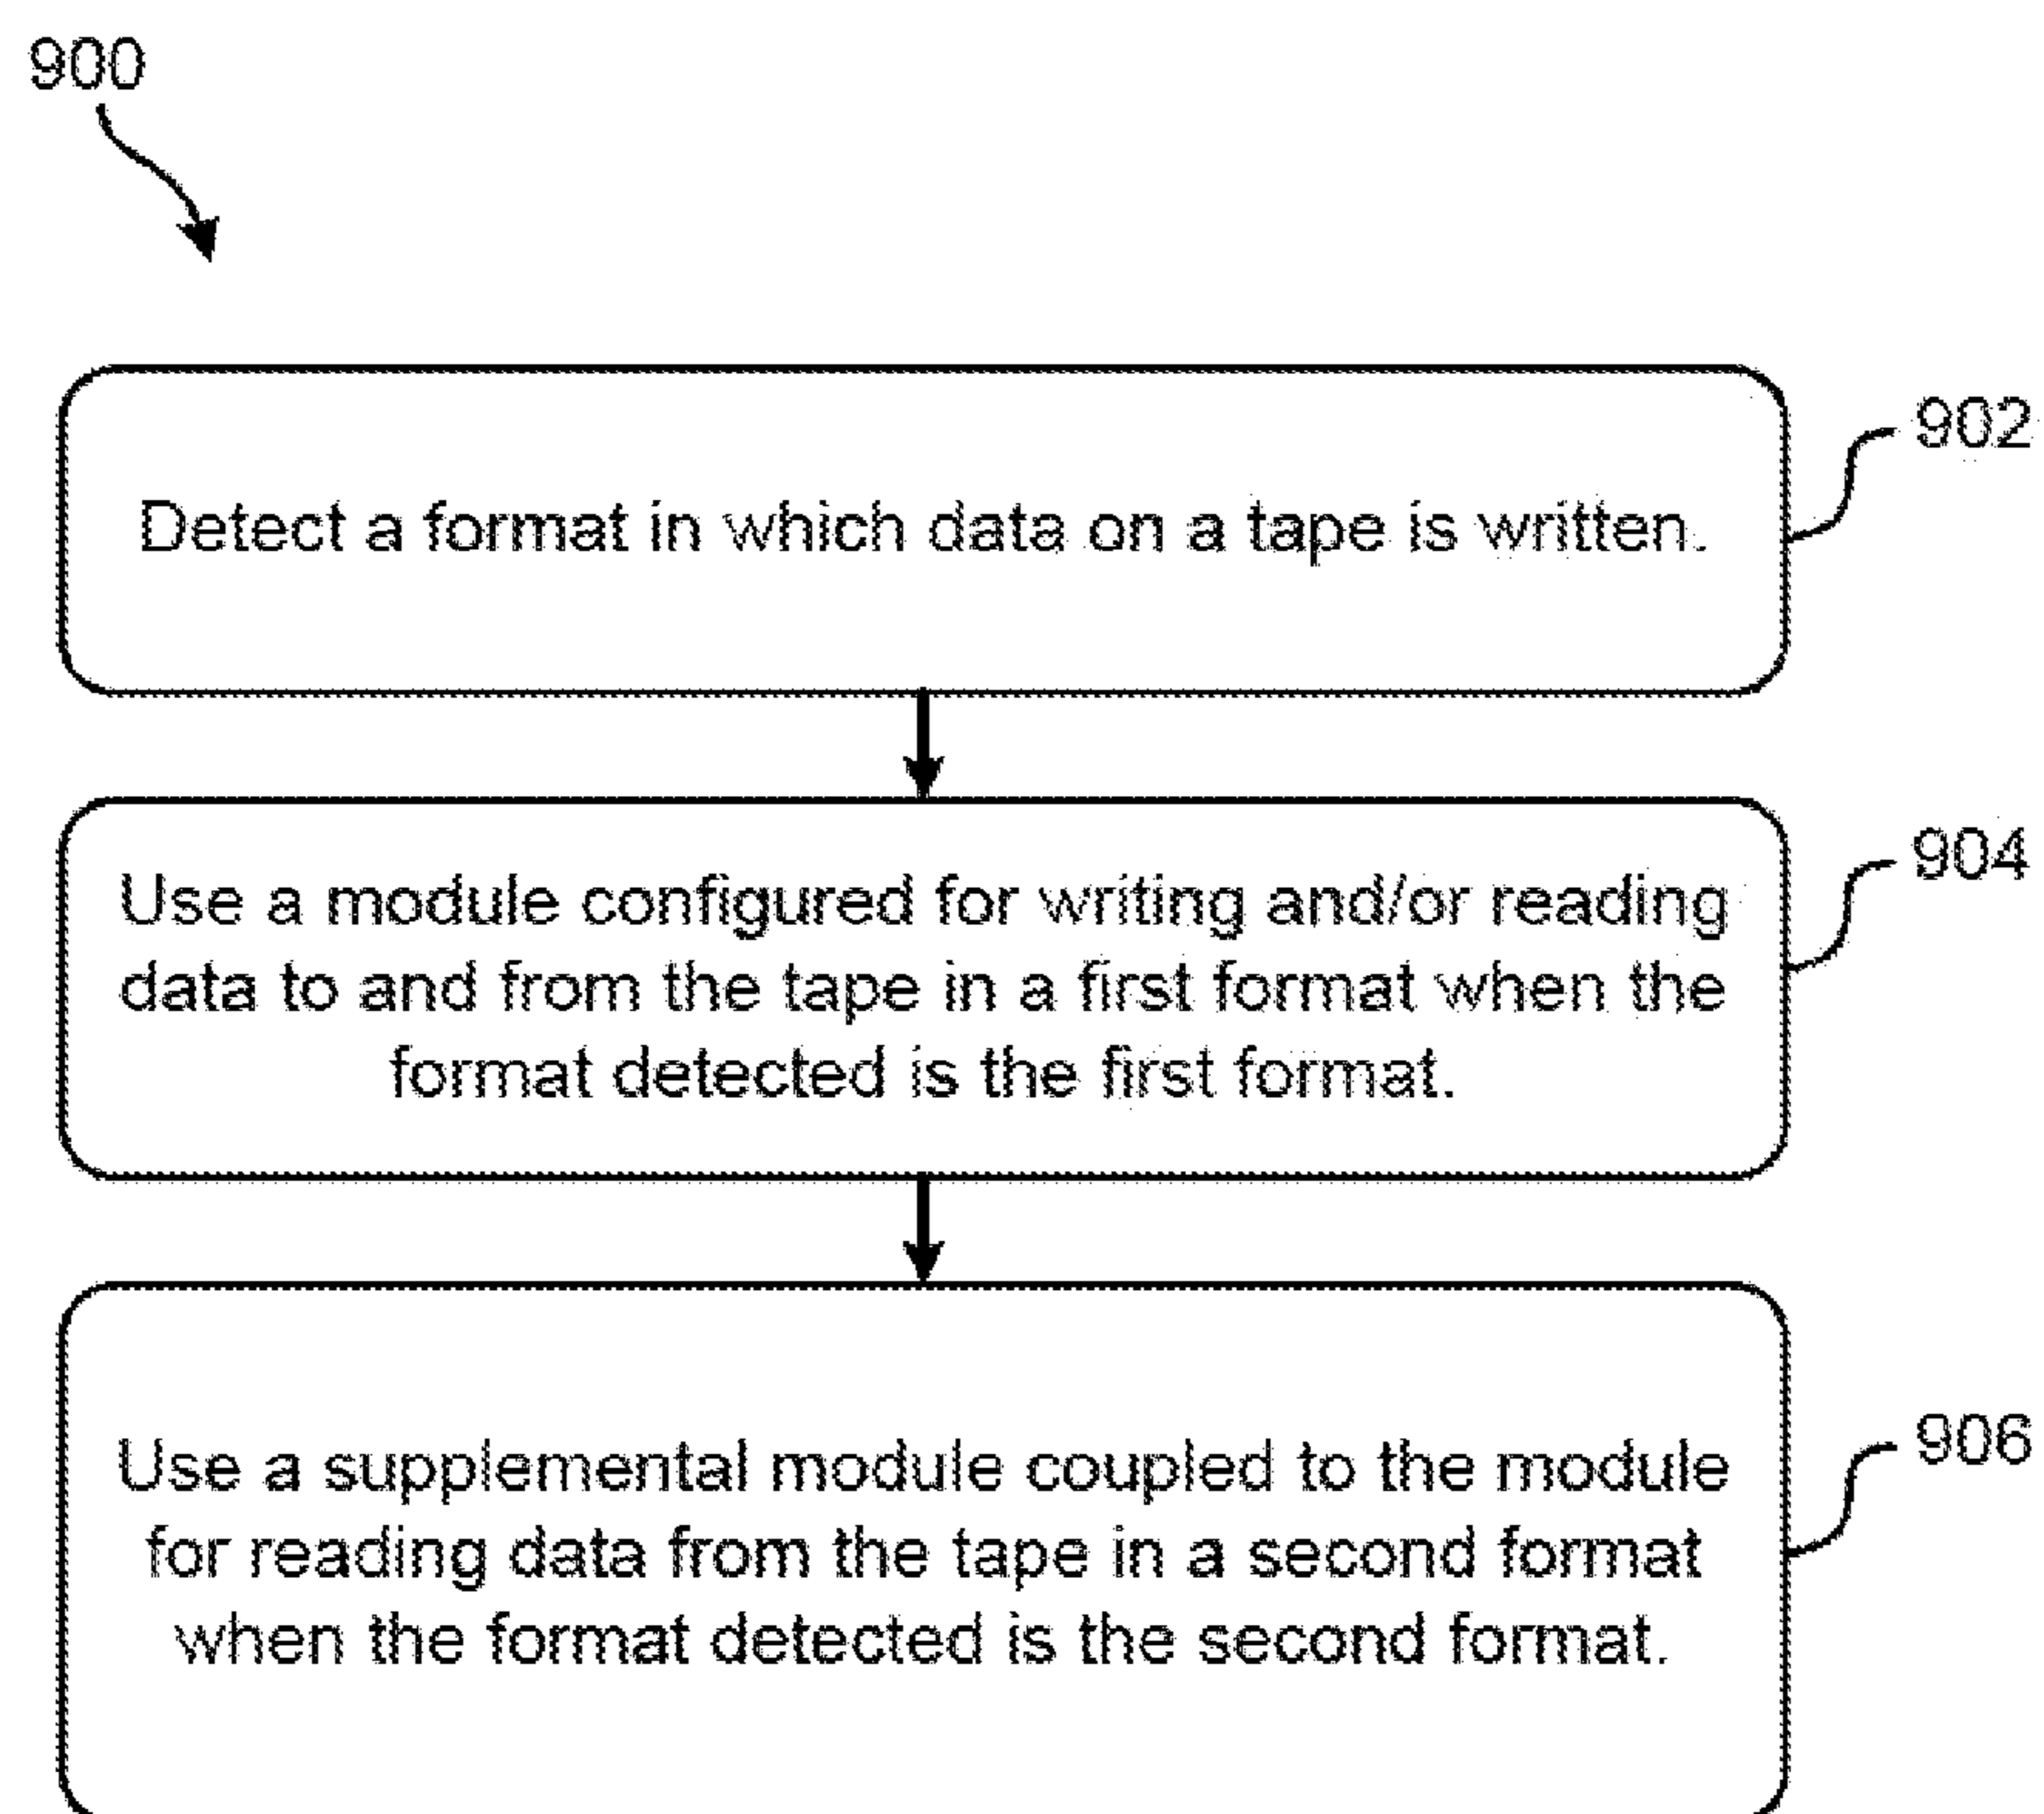 900
902
Detect a format in which data on a tape is written.
904
Use a module configured for writing and/or reading
data to and from the tape in a first format when the
format detected is the first format.
906
Use a supplemental module coupled to the module
for reading data from the tape in a second format
when the format detected is the second format.